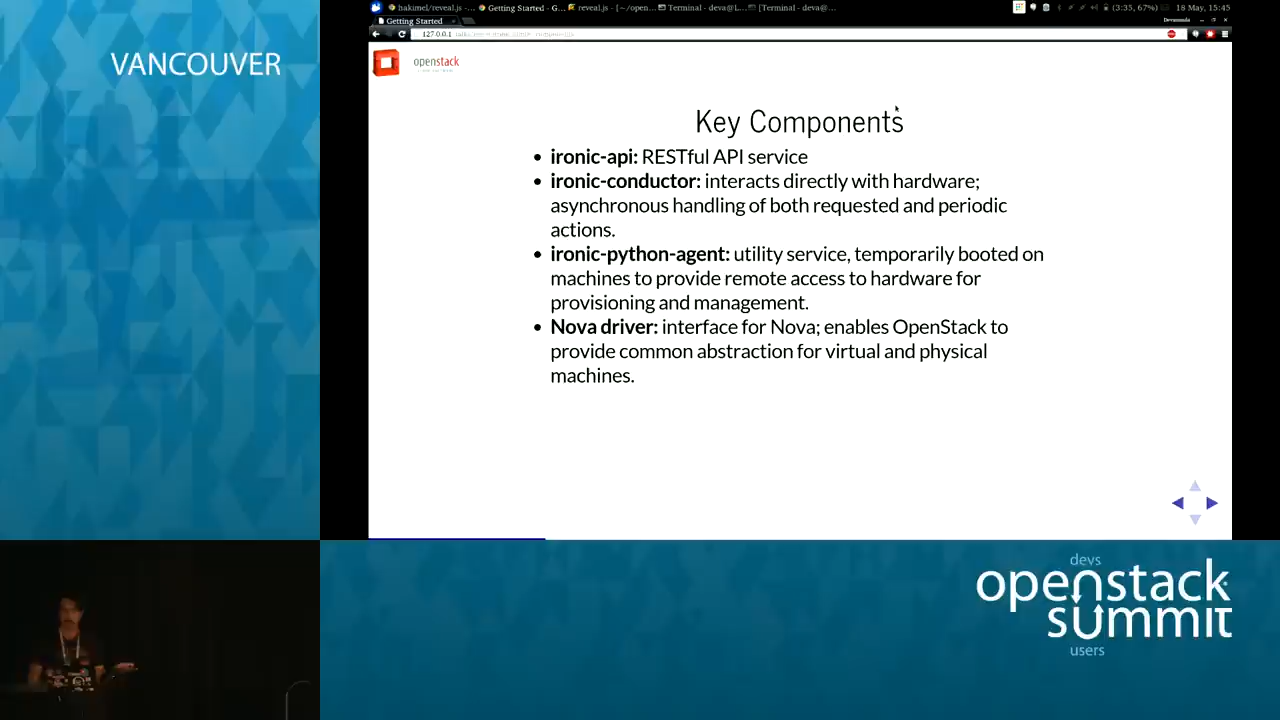 VANCOUVER
hakimel/reveal.js -...
Getting Started - G...
reveal.js - [~/open...
Terminal - deva@L...
[Terminal - deva@...
(3:35, 67%)
18 May, 15:45
Getting Started
Devananda
127.0.0.1
openstack
Key Components
ironic-api: RESTful API service
ironic-conductor: interacts directly with hardware;
asynchronous handling of both requested and periodic
actions.
ironic-python-agent: utility service, temporarily booted on
machines to provide remote access to hardware for
provisioning and management.
Nova driver: interface for Nova; enables OpenStack to
provide common abstraction for virtual and physical
machines.
devs
openstack
summit
users